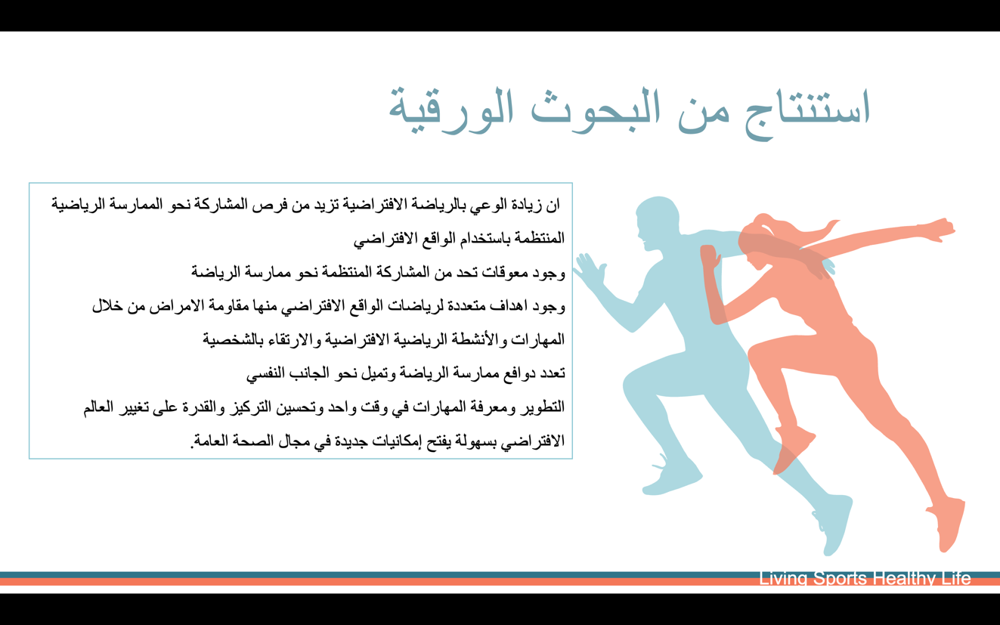 استنتاج من البحوث الورقية
ان زيادة الوعي بالرياضة الافتراضية تزيد من فرص المشاركة نحو الممارسة الرياضية
المنتظمة باستخدام الواقع الافتراضي
وجود معوقات تحد من المشاركة المنتظمة نحو ممارسة الرياضة
وجود اهداف متعددة لرياضات الواقع الافتراضي منها مقاومة الامراض من خلال
المهارات والأنشطة الرياضية الافتراضية والارتقاء بالشخصية
تعدد دوافع ممارسة الرياضة وتميل نحو الجانب النفسي
التطوير ومعرفة المهارات في وقت واحد وتحسين التركيز والقدرة على تغيير العالم
الافتراضي بسهولة يفتح إمكانيات جديدة في مجال الصحة العامة.
Living Sports Healthy Life